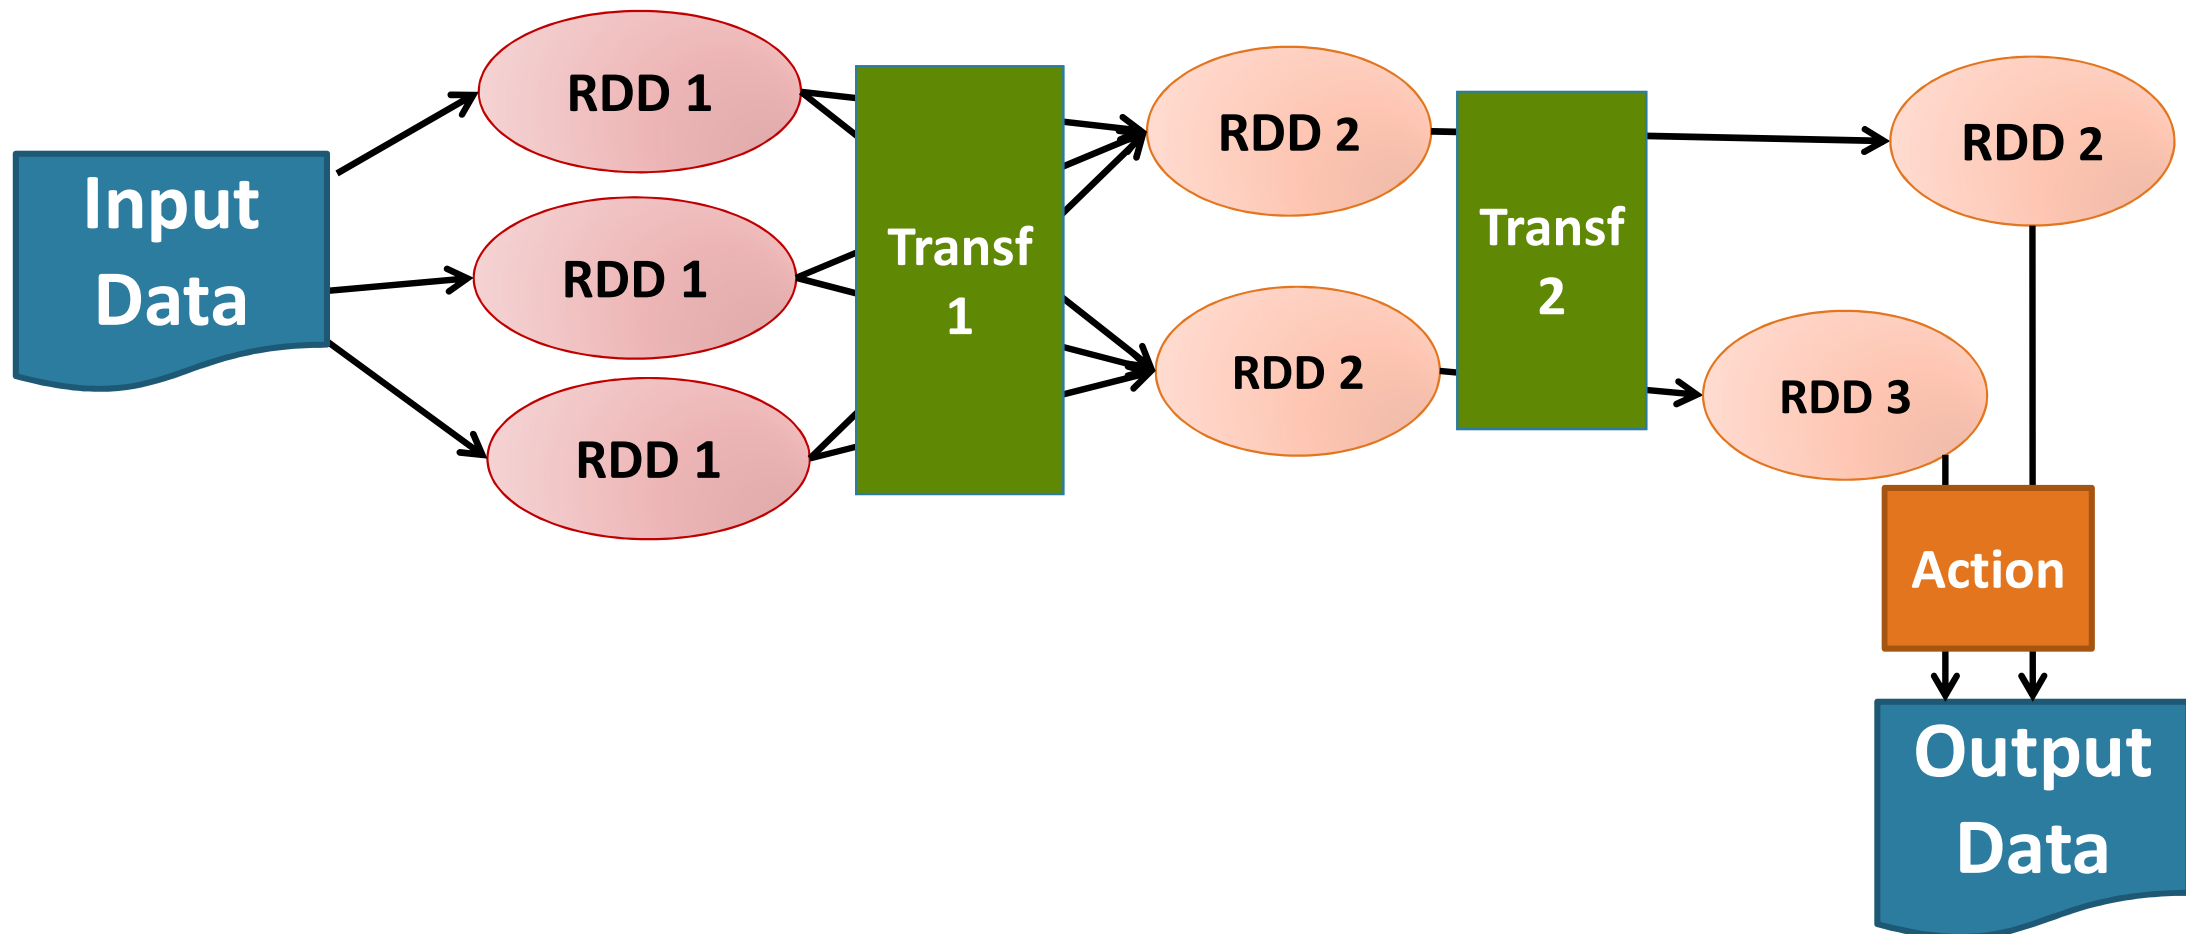 Input
Data
RDD 1
RDD 1
RDD 1
Transf
1
RDD 2
RDD 2
Transf
2
RDD 2
RDD 3
Action
Output
Data